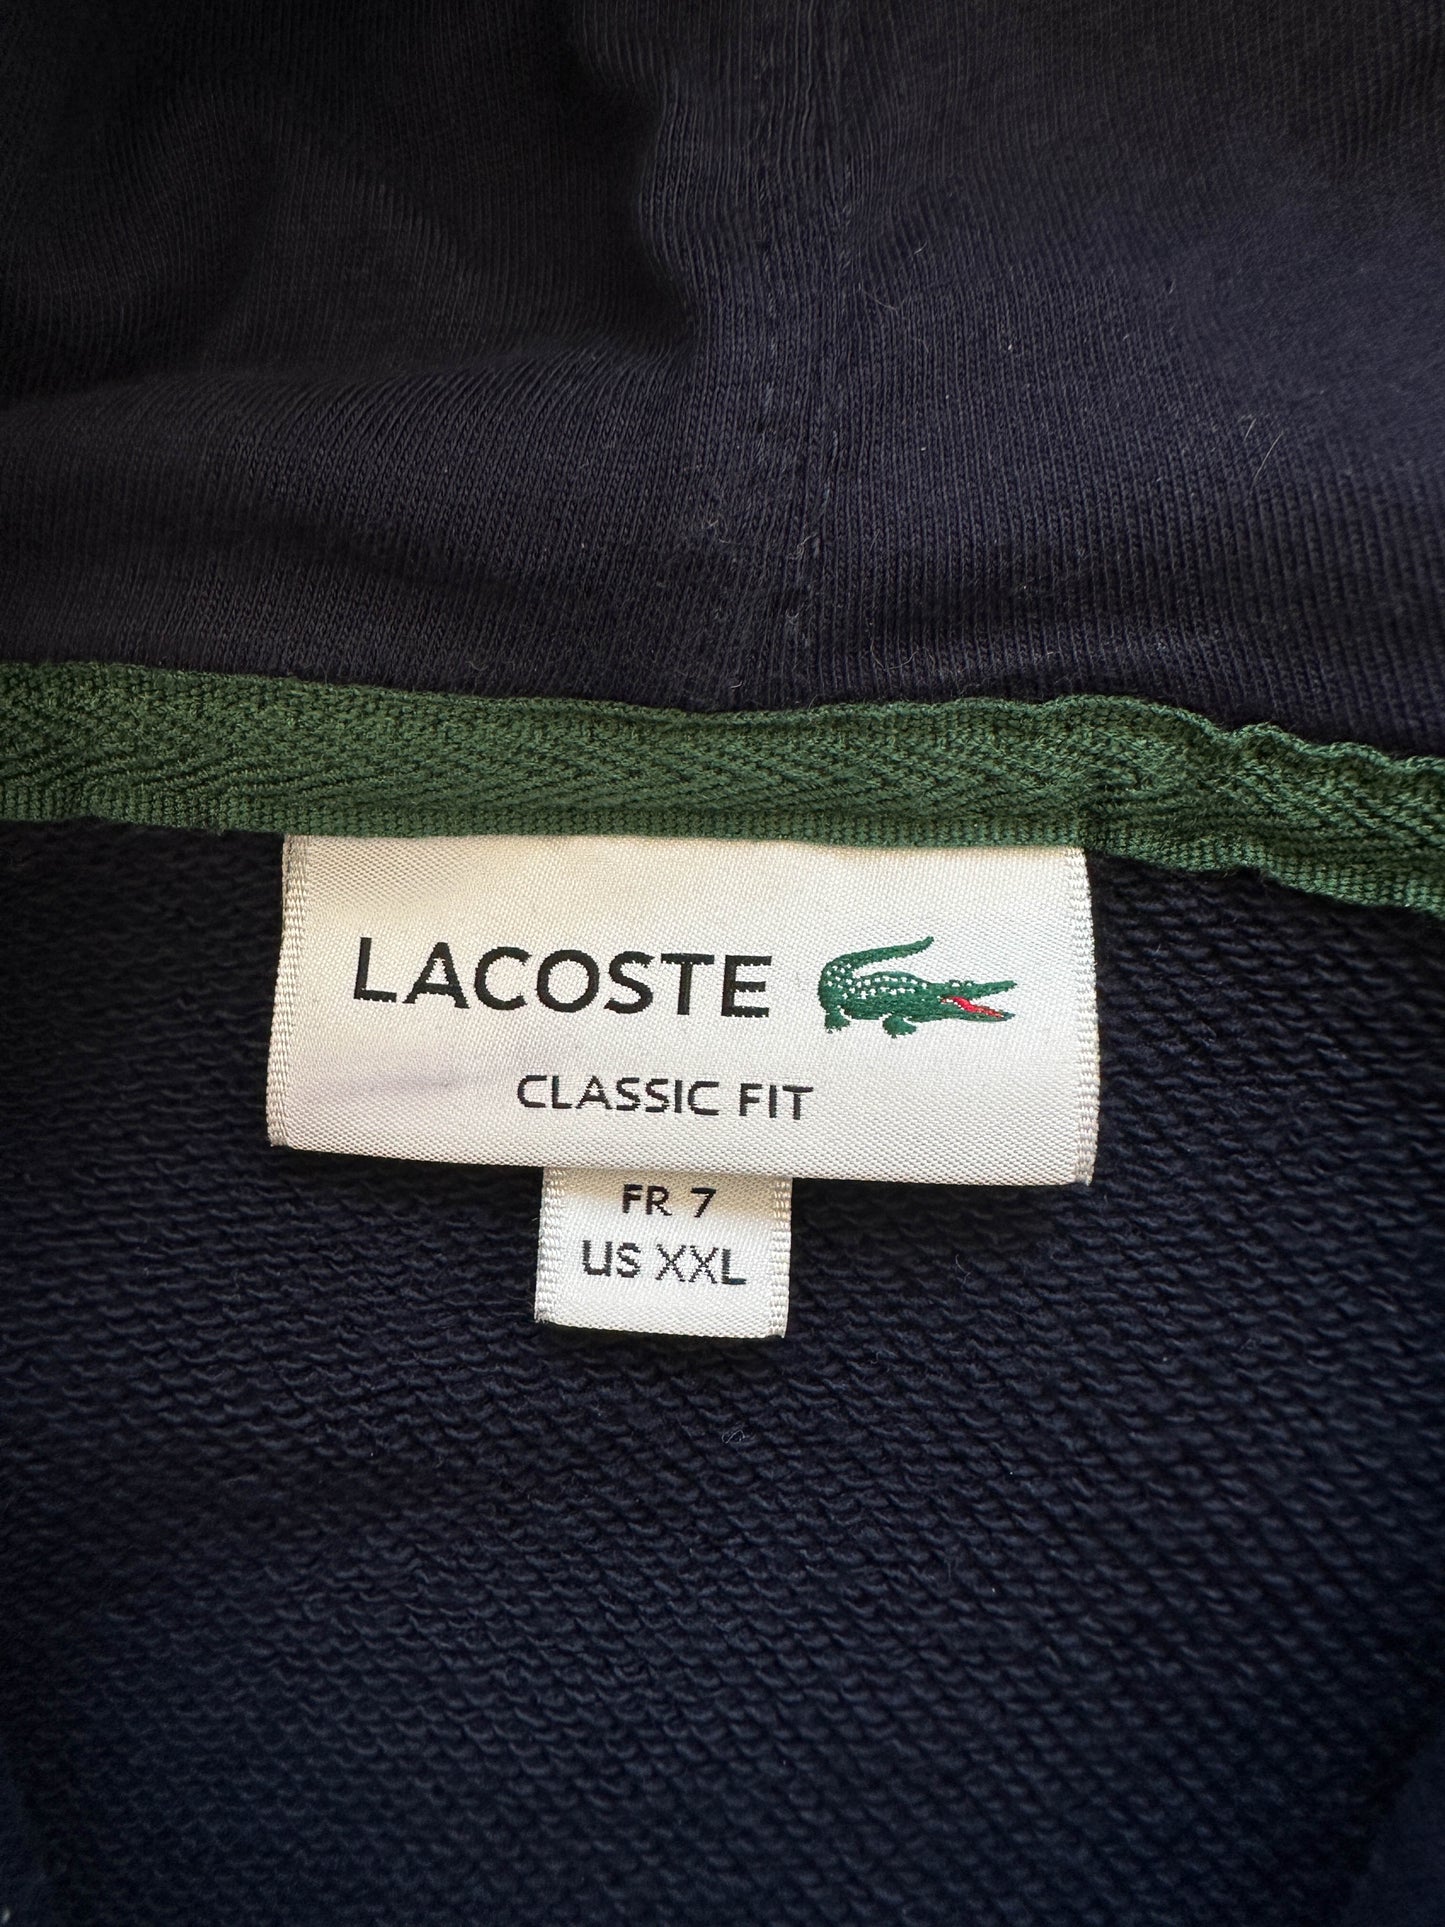 LACOSTE
CLASSIC FIT
FR 7
US XXL